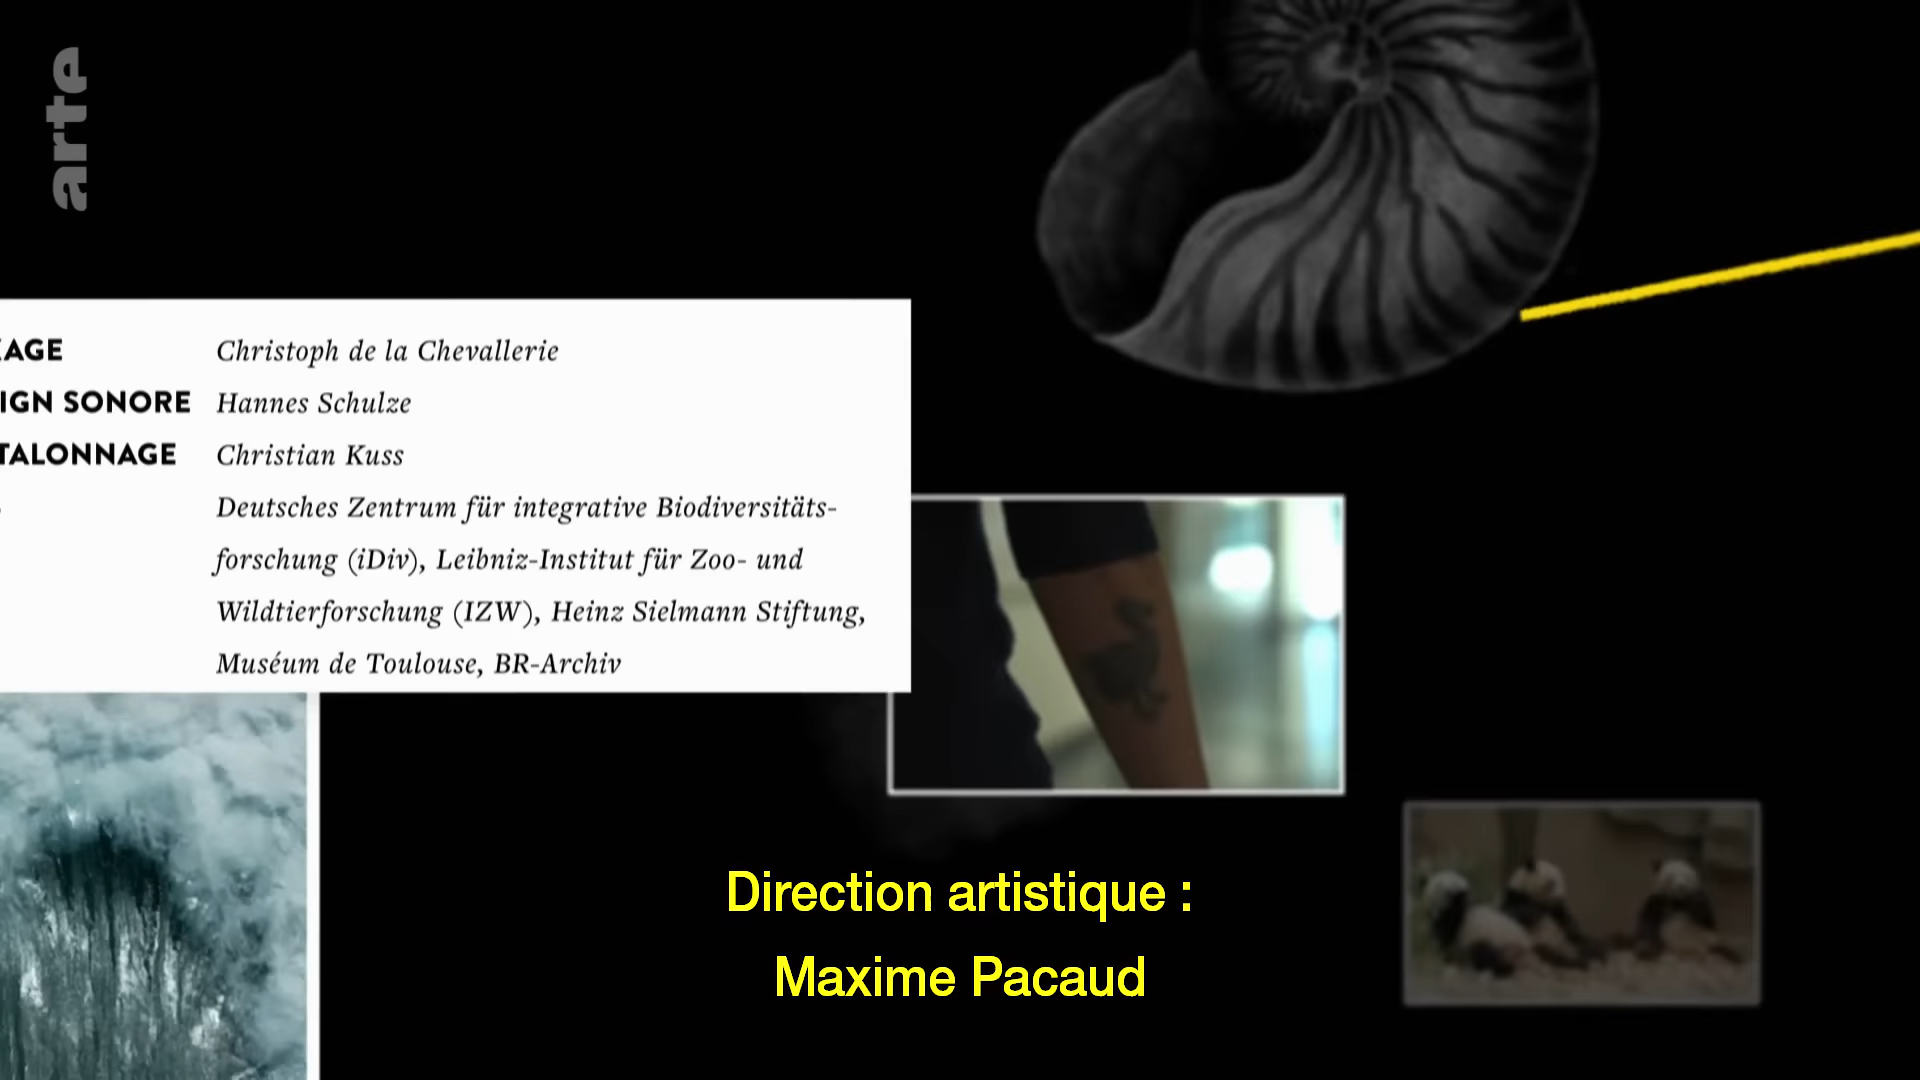 arte
XAGE Christoph de la Chevallerie
IGN SONORE Hannes Schulze
TALONNAGE Christian Kuss
Deutsches Zentrum für integrative Biodiversitäts-
forschung (iDiv), Leibniz-Institut für Zoo- und
Wildtierforschung (IZW), Heinz Sielmann Stiftung,
Muséum de Toulouse, BR-Archiv
Direction artistique :
Maxime Pacaud